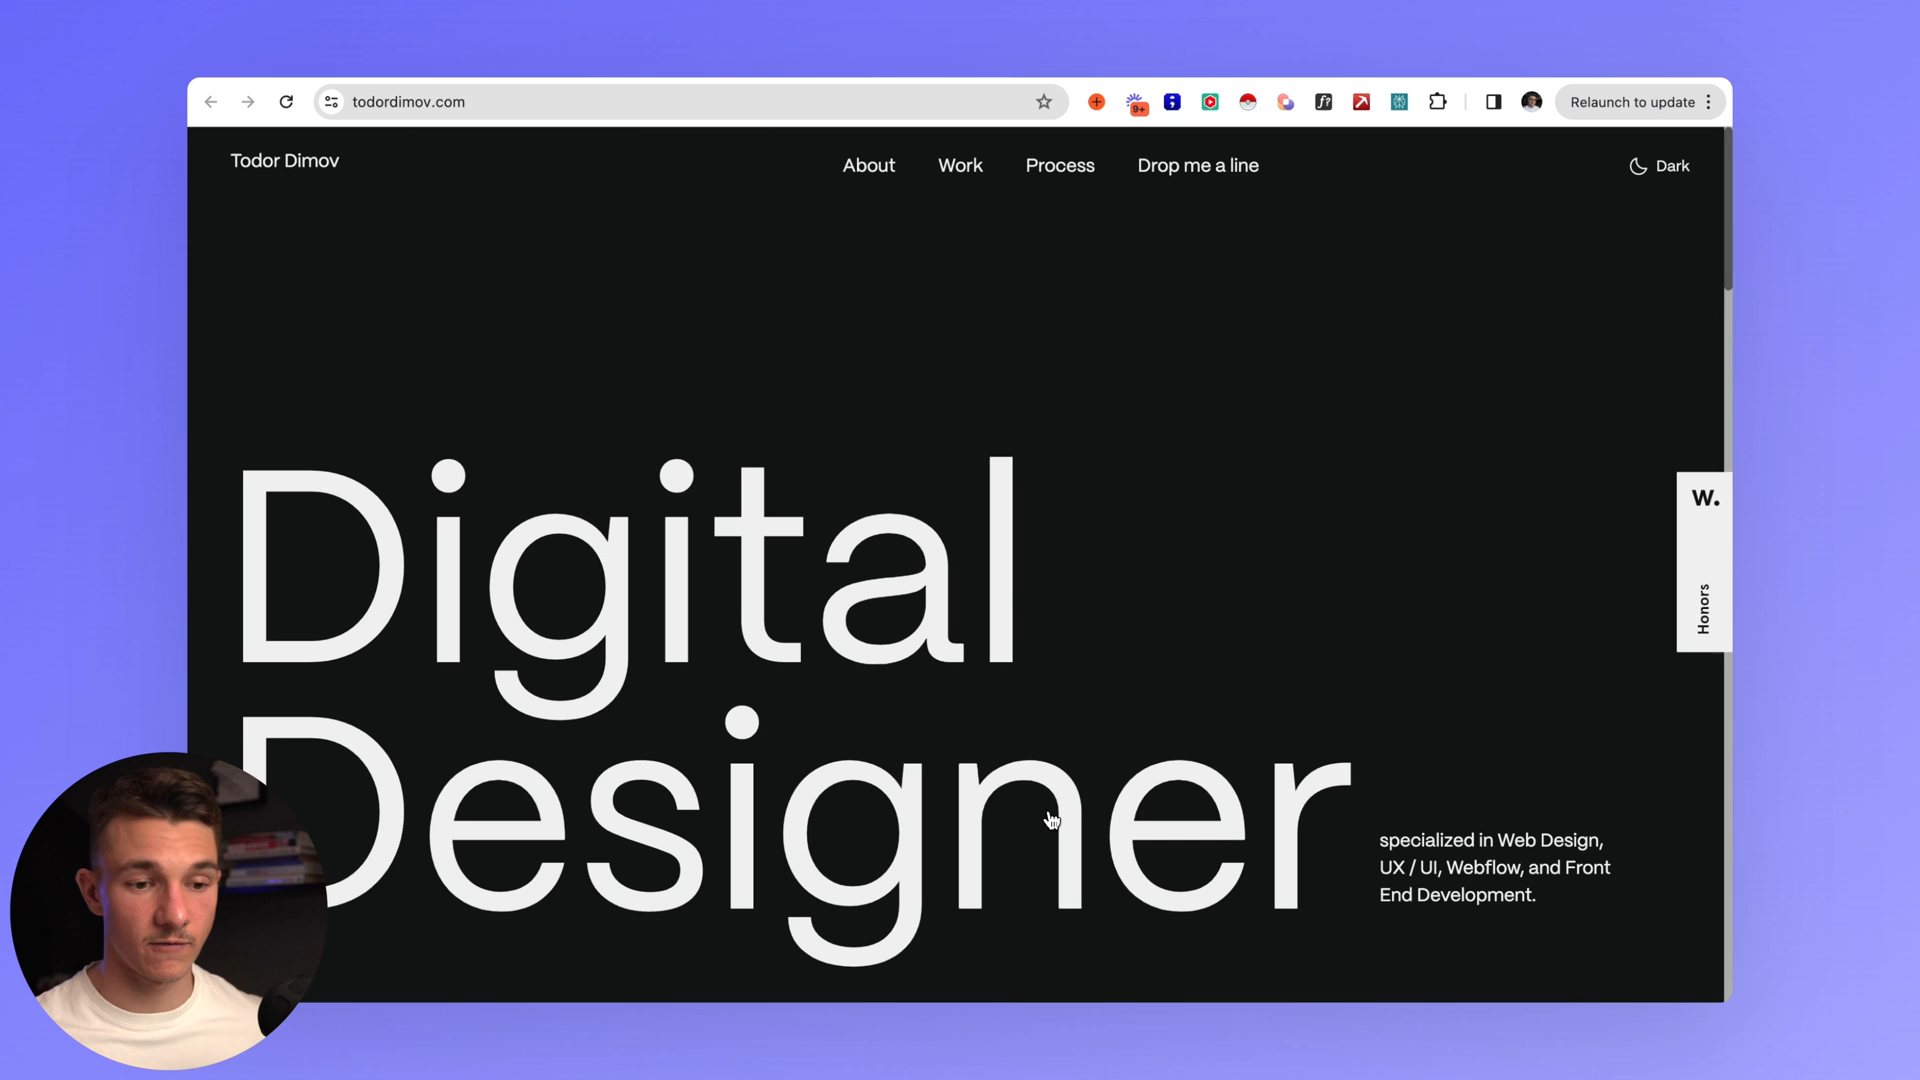 todordimov.com
9+
f?
Relaunch to update
Todor Dimov
About
Work
Process
Drop me a line
Dark
W.
Honors
Digital
Designer
specialized in Web Design,
UX / UI, Webflow, and Front
End Development.